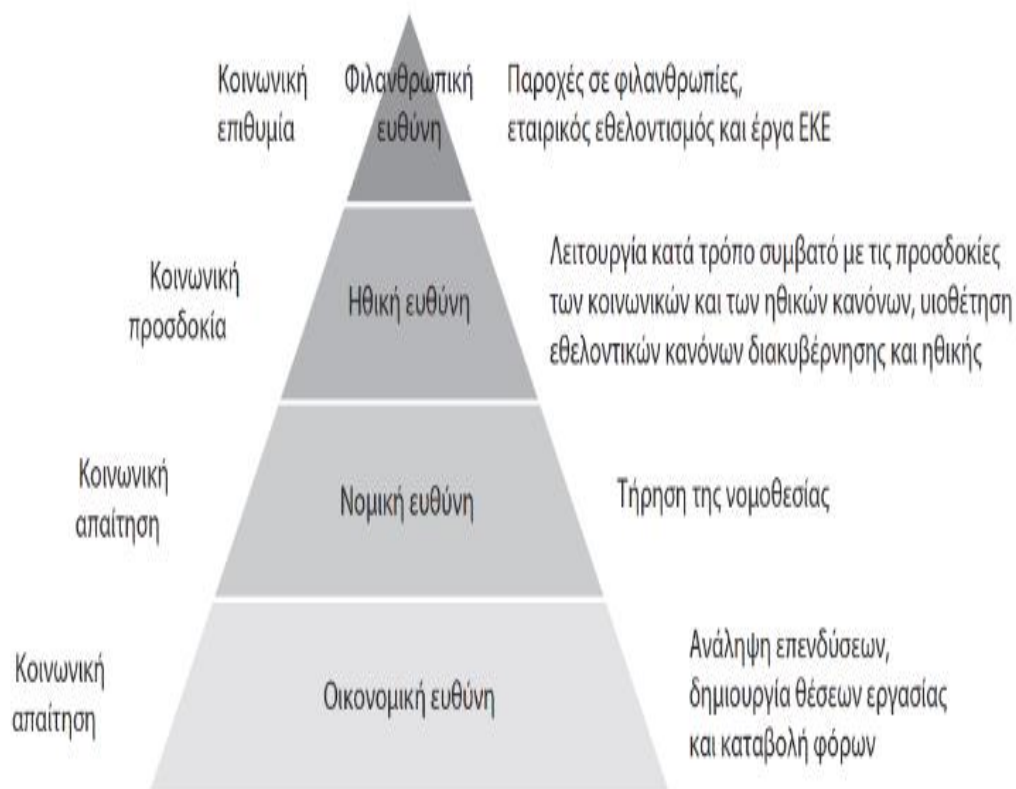 Κοινωνική
επιθυμία
Φιλανθρωπική
ευθύνη
Παροχές σε φιλανθρωπίες,
εταιρικός εθελοντισμός και έργα ΕΚΕ
Κοινωνική
προσδοκία
Ηθική ευθύνη
Λειτουργία κατά τρόπο συμβατό με τις προσδοκίες
των κοινωνικών και των ηθικών κανόνων, υιοθέτηση
εθελοντικών κανόνων διακυβέρνησης και ηθικής
Κοινωνική
απαίτηση
Νομική ευθύνη
Τήρηση της νομοθεσίας
Κοινωνική
απαίτηση
Οικονομική ευθύνη
Ανάληψη επενδύσεων,
δημιουργία θέσεων εργασίας
και καταβολή φόρων